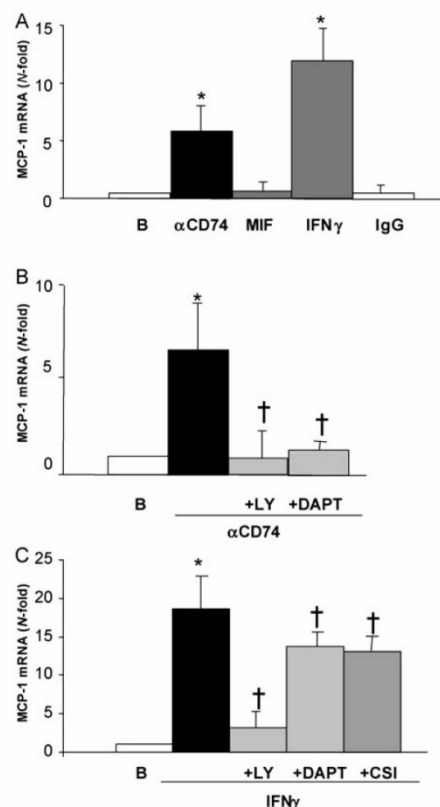 A
MCP-1 mRNA (N-fold)
15
10
5
0
*
*
B αCD74 MIF IFNγ IgG
B
MCP-1 mRNA (N-fold)
10
5
0
*
†
†
B +LY +DAPT
αCD74
C
MCP-1 mRNA (N-fold)
25
20
15
10
5
0
*
†
†
†
B +LY +DAPT +CSI
IFNγ